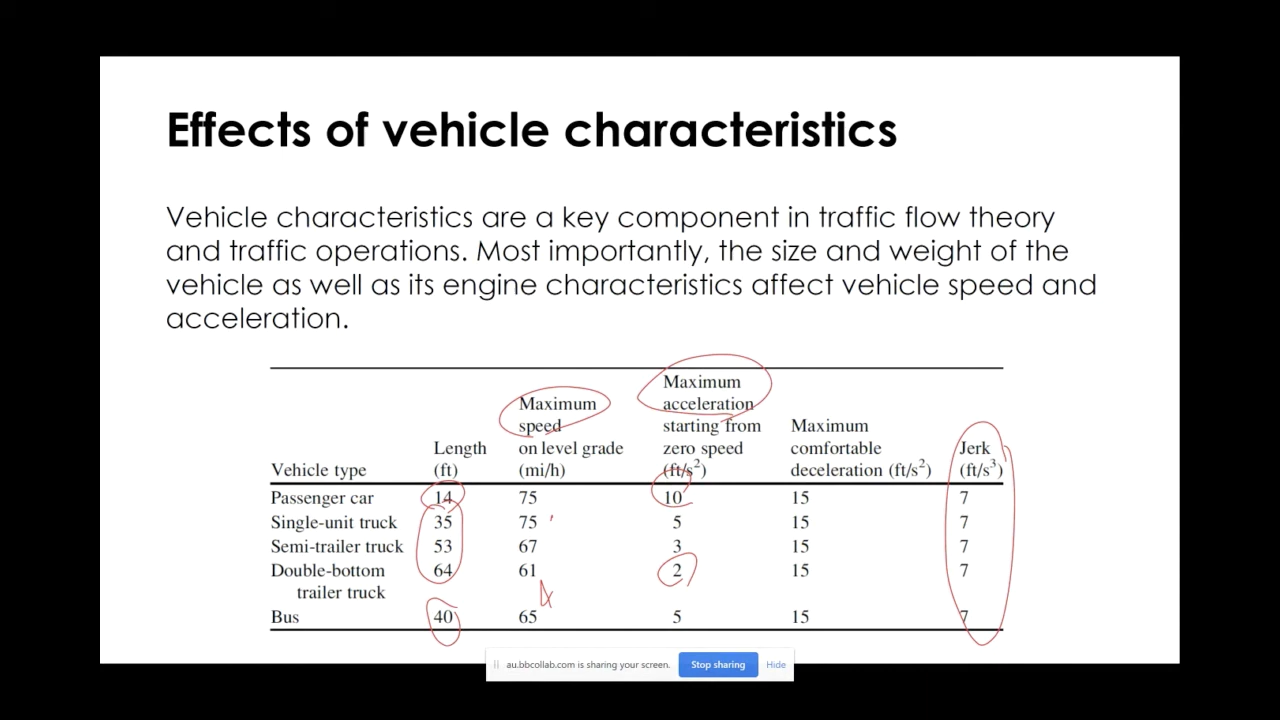 Effects of vehicle characteristics
Vehicle characteristics are a key component in traffic flow theory
and traffic operations. Most importantly, the size and weight of the
vehicle as well as its engine characteristics affect vehicle speed and
acceleration.
Maximum
Maximum acceleration
speed starting from Maximum
Length on level grade zero speed comfortable Jerk
Vehicle type (ft) (mi/h) (ft/s²) deceleration (ft/s²) (ft/s³)
Passenger car 14 75 10 15 7
Single-unit truck 35 75 5 15 7
Semi-trailer truck 53 67 3 15 7
Double-bottom 64 61 2 15 7
trailer truck
Bus 40 65 5 15 7
au.bbcollab.com is sharing your screen. Stop sharing Hide